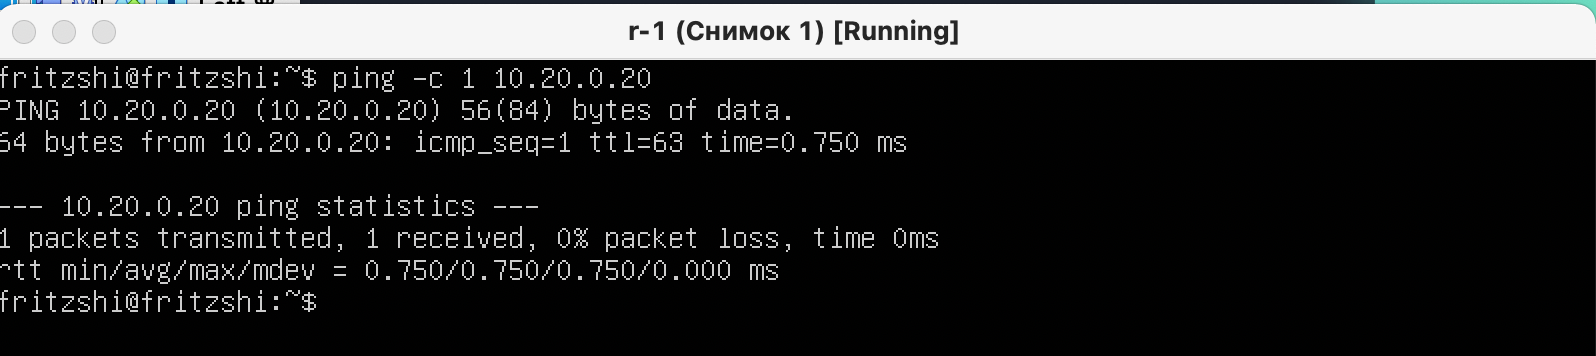 r-1 (Снимок 1) [Running]
fritzshi@fritzshi:~$ ping -c 1 10.20.0.20
PING 10.20.0.20 (10.20.0.20) 56(84) bytes of data.
64 bytes from 10.20.0.20: icmp_seq=1 ttl=63 time=0.750 ms
--- 10.20.0.20 ping statistics ---
1 packets transmitted, 1 received, 0% packet loss, time 0ms
rtt min/avg/max/mdev = 0.750/0.750/0.750/0.000 ms
fritzshi@fritzshi:~$